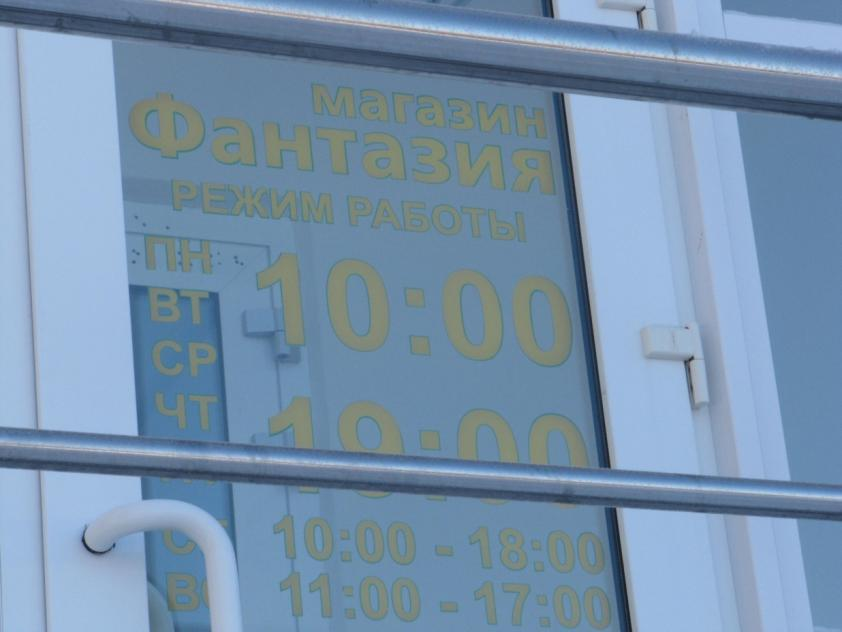 магазин
Фантазия
РЕЖИМ РАБОТЫ
ПН
ВТ
СР
ЧТ
10:00
19:00
10:00 - 18:00
ВС 11:00 - 17:00